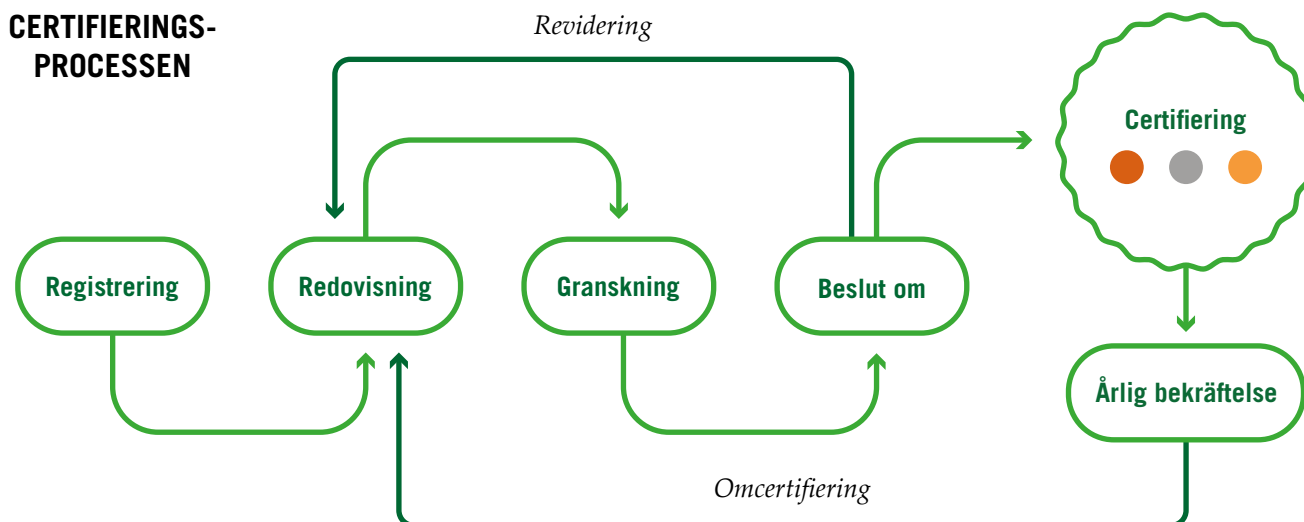 CERTIFIERINGS-
PROCESSEN
Revidering
Certifiering
Registrering
Redovisning
Granskning
Beslut om
Årlig bekräftelse
Omcertifiering